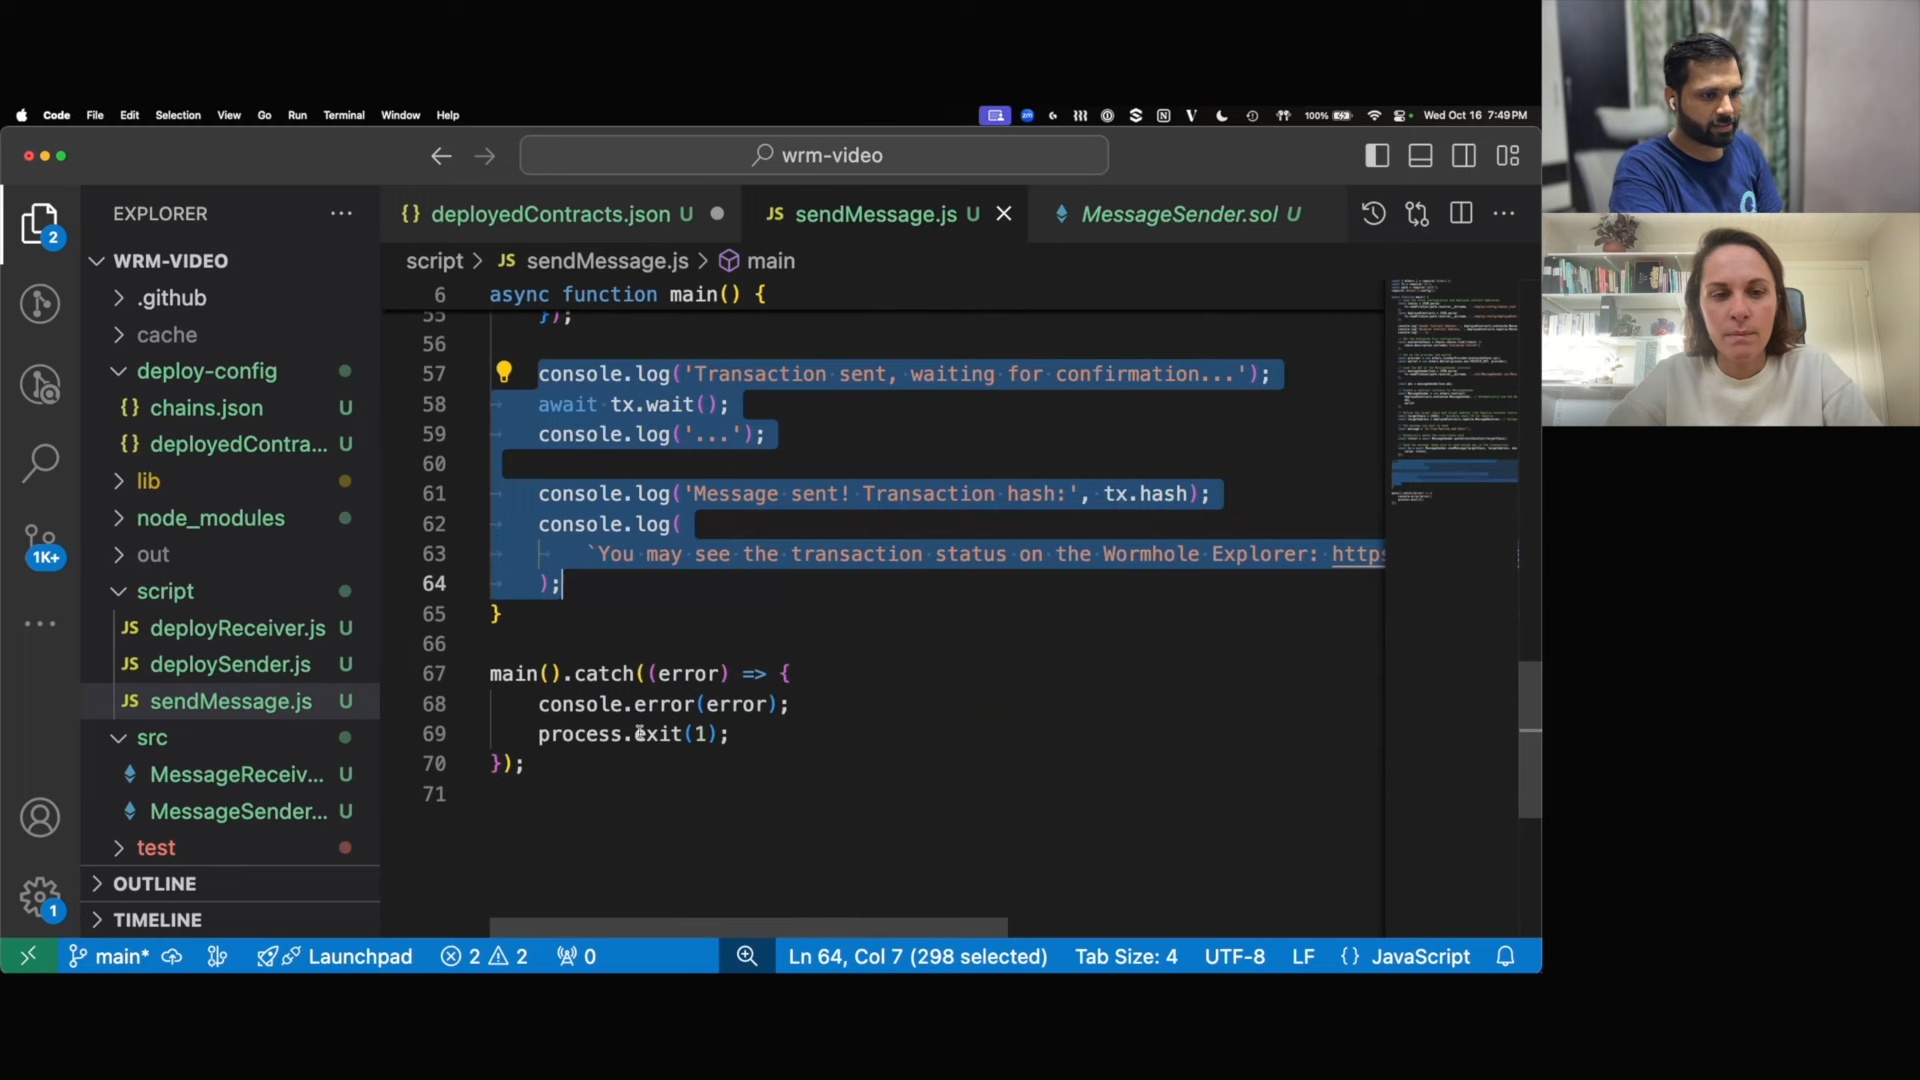 Code File Edit Selection View Go Run Terminal Window Help
zm N V 100% Wed Oct 16 7:49 PM
wrm-video
EXPLORER
{} deployedContracts.json U
JS sendMessage.js U
MessageSender.sol U
script > JS sendMessage.js > main
2
WRM-VIDEO
.github
cache
deploy-config
{} chains.json U
{} deployedContra... U
lib
node_modules
out
script
JS deployReceiver.js U
JS deploySender.js U
JS sendMessage.js U
src
MessageReceiv... U
MessageSender... U
test
OUTLINE
TIMELINE
1K+
1
6 async function main() {
55 });
56
57 console.log('Transaction sent, waiting for confirmation...');
58 await tx.wait();
59 console.log('...');
60
61 console.log('Message sent! Transaction hash:', tx.hash);
62 console.log(
63 `You may see the transaction status on the Wormhole Explorer: https
64 );
65 }
66
67 main().catch((error) => {
68 console.error(error);
69 process.exit(1);
70 });
71
main* Launchpad 2 2 0 Ln 64, Col 7 (298 selected) Tab Size: 4 UTF-8 LF {} JavaScript